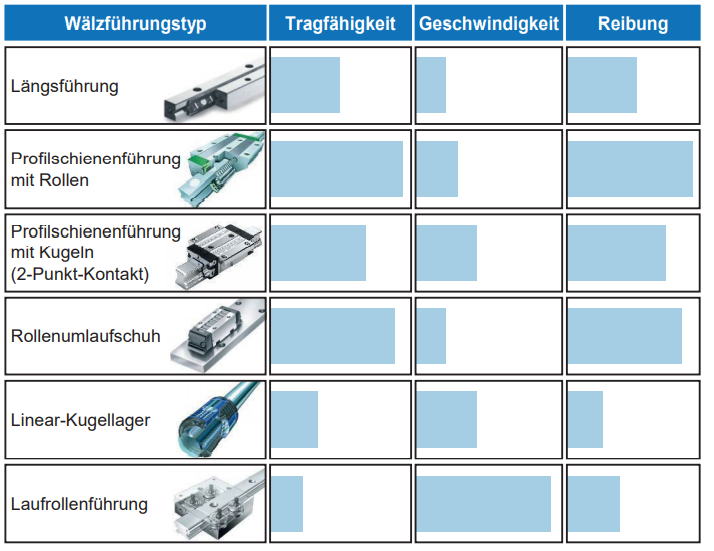 Wälzführungstyp Tragfähigkeit Geschwindigkeit Reibung
Längsführung
Profilschienenführung
mit Rollen
Profilschienenführung
mit Kugeln
(2-Punkt-Kontakt)
Rollenumlaufschuh
Linear-Kugellager
Laufrollenführung